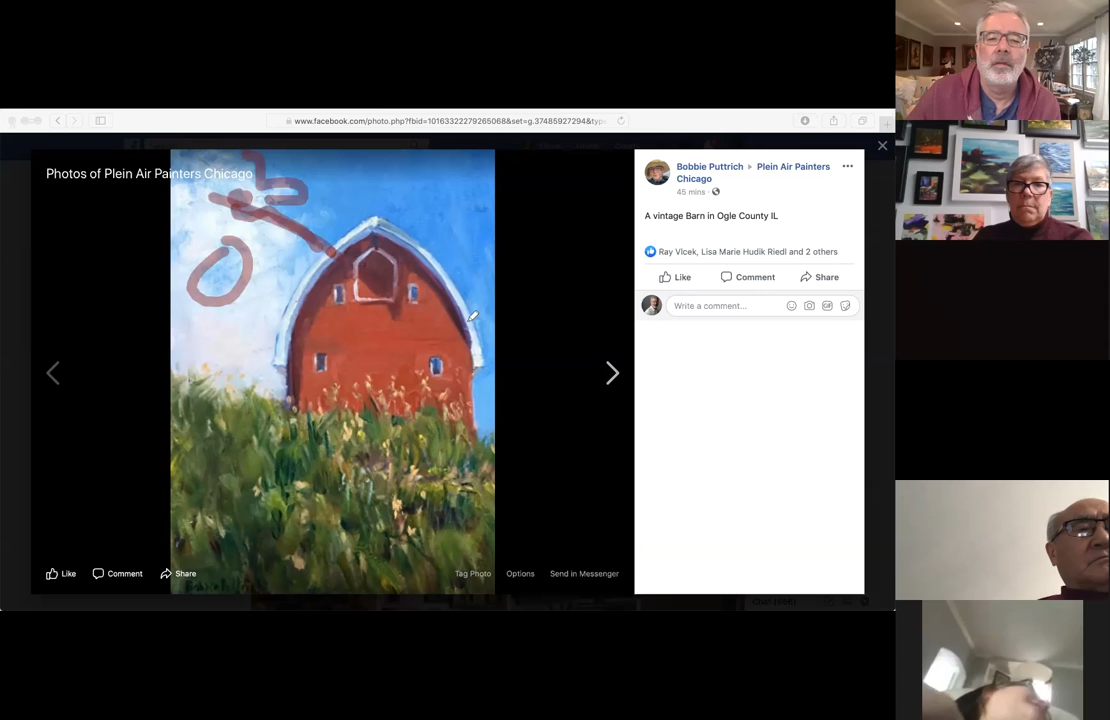 www.facebook.com/photo.php?fbid=10163322279265068&set=g.37485927294&type
Photos of Plein Air Painters Chicago
Bobbie Puttrich ▸ Plein Air Painters
Chicago
45 mins ·
A vintage Barn in Ogle County IL
Ray Vlcek, Lisa Marie Hudik Riedl and 2 others
Like Comment Share
Write a comment...
GIF
Like Comment Share Tag Photo Options Send in Messenger